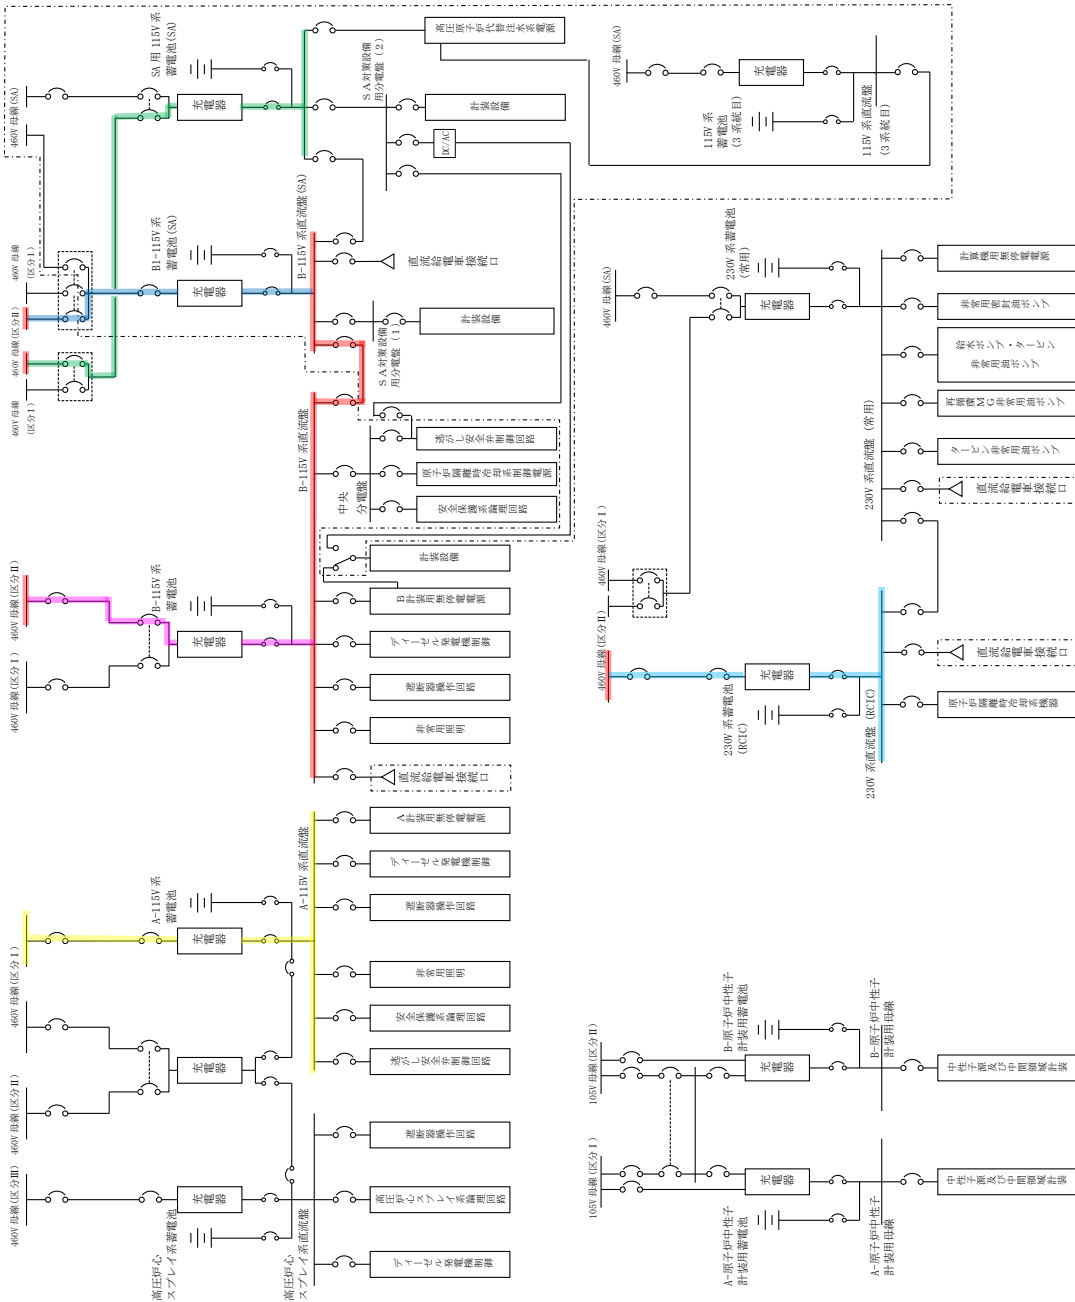 高圧炉心
スプレイ系蓄電池
高圧炉心
スプレイ系直流盤
460V 母線(区分Ⅲ)
充電器
ディーゼル発電機制御
高圧炉心スプレイ系論理回路
遮断器操作回路
460V 母線(区分Ⅱ)
充電器
460V 母線(区分Ⅰ)
充電器
A-115V 系
蓄電池
A-115V 系直流盤
逃がし安全弁制御回路
安全保護系論理回路
非常用照明
遮断器操作回路
ディーゼル発電機制御
A
計装用無停電電源
460V 母線(区分Ⅰ)
460V 母線(区分Ⅱ)
充電器
B-115V 系
蓄電池
B-115V 系直流盤
直流給電車接続口
非常用照明
遮断器操作回路
ディーゼル発電機制御
B
計装用無停電電源
計装設備
中央
分電盤
安全保護系論理回路
原子炉隔離時冷却系制御電源
逃がし安全弁制御回路
460V 母線
(区分Ⅰ)
460V 母線(区分Ⅱ)
460V 母線(区分Ⅱ)
460V 母線
(区分Ⅰ)
充電器
B1-115V 系
蓄電池(SA)
B-115V 系直流盤(SA)
SA対策設備
用分電盤(1)
計装設備
直流給電車接続口
460V 母線(SA)
充電器
SA 用 115V 系
蓄電池(SA)
SA対策設備
用分電盤(2)
DC/AC
計装設備
高圧原子炉代替注水系電源
460V 母線(SA)
充電器
115V 系
蓄電池
(3 系統目)
115V 系直流盤
(3 系統目)
A-原子炉中性子
計装用蓄電池
A-原子炉中性子
計装用母線
105V 母線(区分Ⅰ)
充電器
中性子源及び中間領域計装
105V 母線(区分Ⅱ)
充電器
B-原子炉中性子
計装用蓄電池
B-原子炉中性子
計装用母線
中性子源及び中間領域計装
460V 母線(区分Ⅱ)
充電器
230V 系蓄電池
(RCIC)
230V 系直流盤 (RCIC)
原子炉隔離時冷却系機器
直流給電車接続口
460V 母線(区分Ⅰ)
460V 母線(SA)
充電器
230V 系蓄電池
(常用)
230V 系直流盤 (常用)
直流給電車接続口
タービン非常用油ポンプ
再循環MG非常用油ポンプ
給水ポンプ・タービン
非常用油ポンプ
非常用密封油ポンプ
計算機用無停電電源